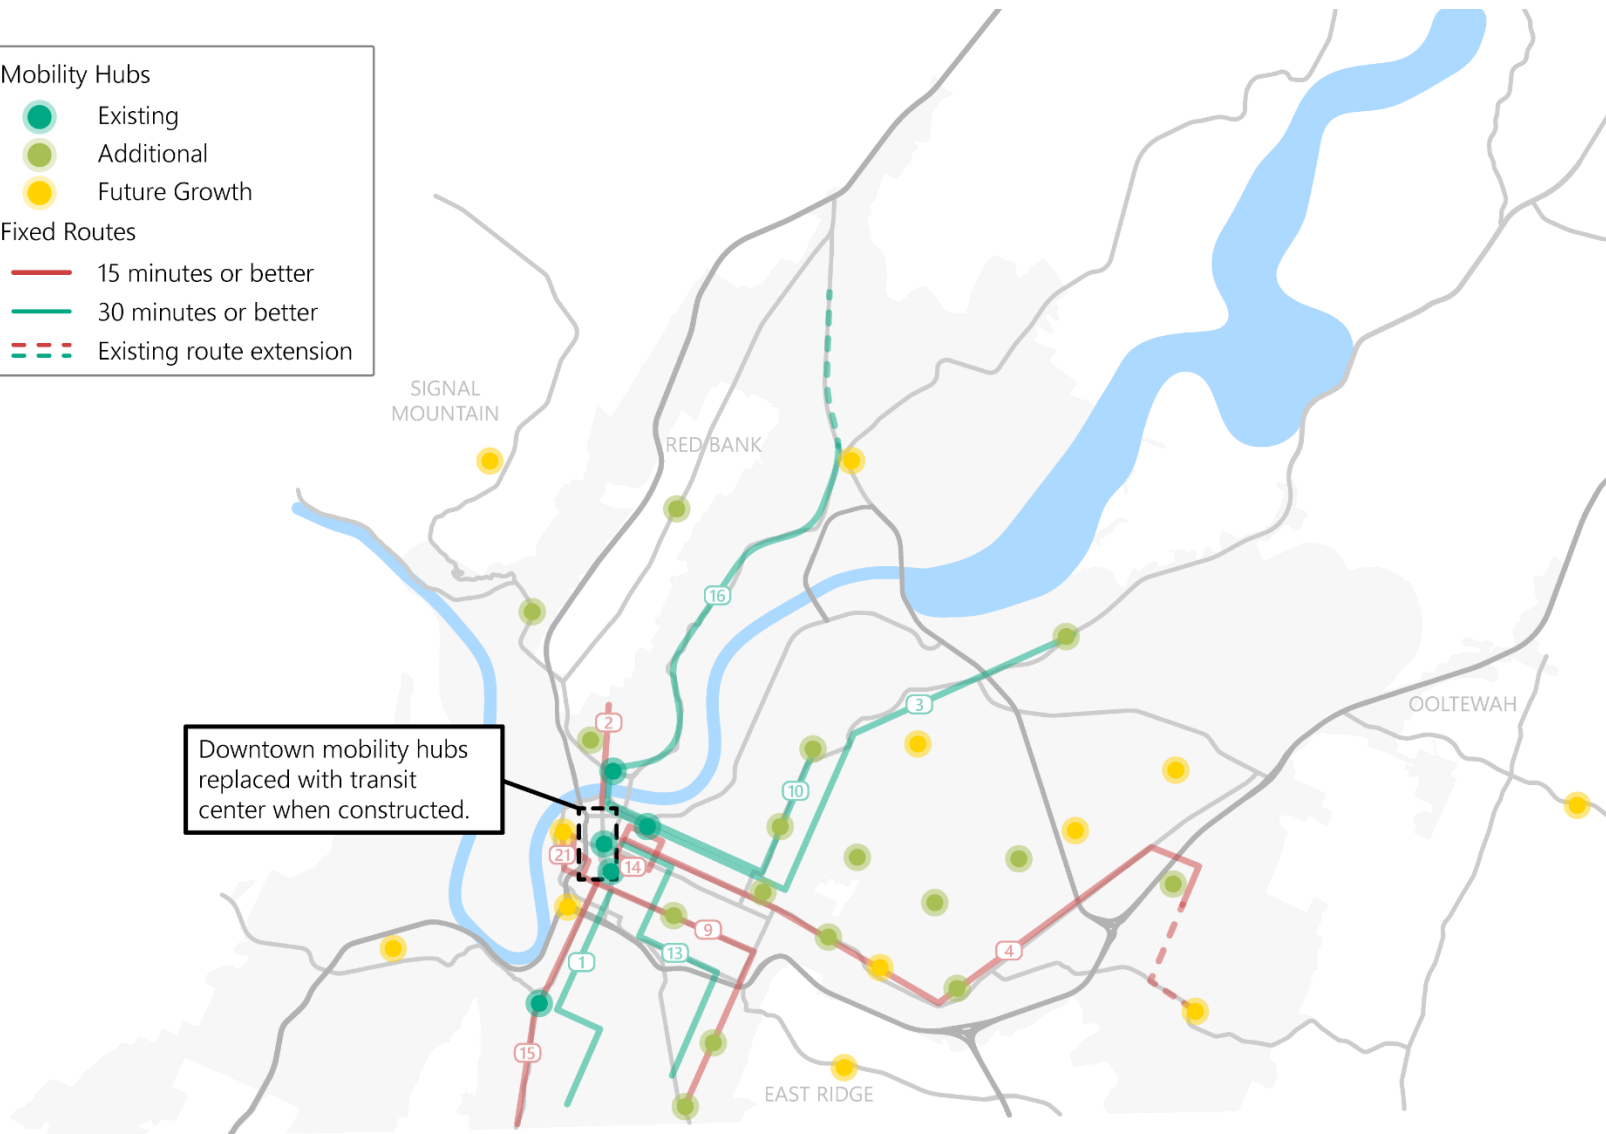 Mobility Hubs
Existing
Additional
Future Growth
Fixed Routes
15 minutes or better
30 minutes or better
Existing route extension
SIGNAL
MOUNTAIN
RED BANK
16
3
OOLTEWAH
2
Downtown mobility hubs
replaced with transit
center when constructed.
10
21
14
9
13
4
1
15
EAST RIDGE